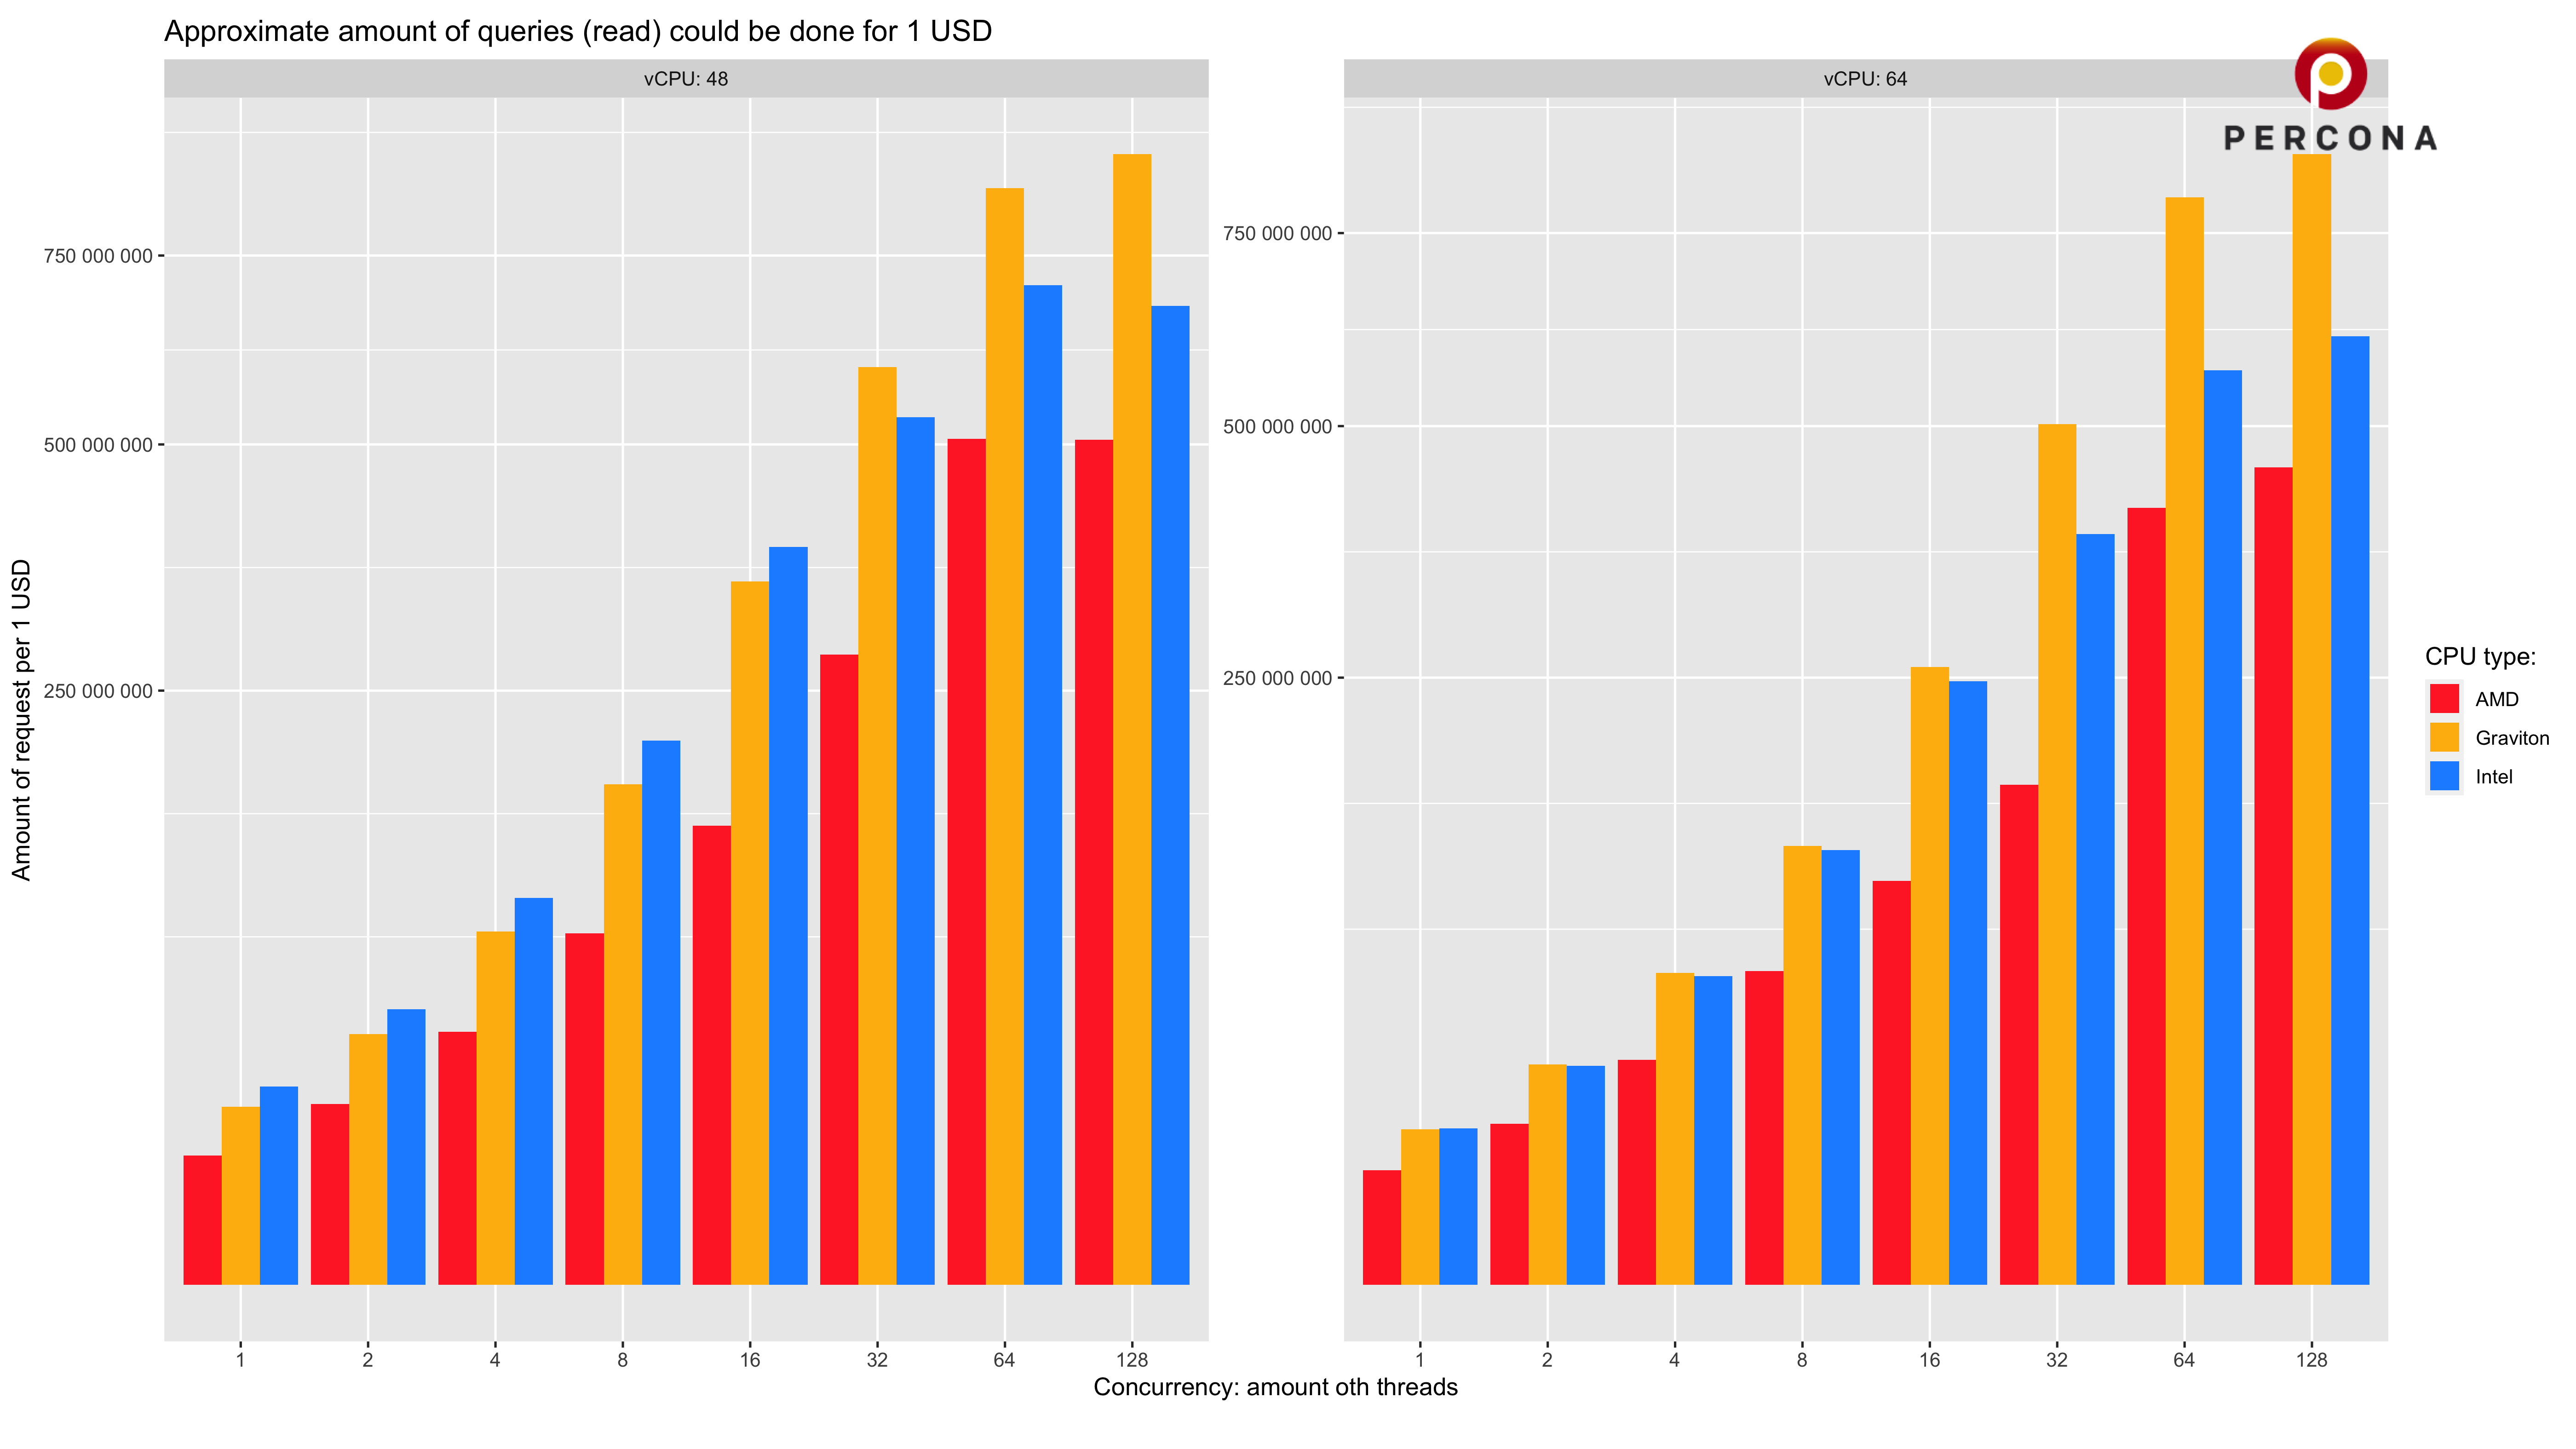 Approximate amount of queries (read) could be done for 1 USD
vCPU: 48
vCPU: 64
PERCONA
Amount of request per 1 USD
750 000 000
500 000 000
250 000 000
750 000 000
500 000 000
250 000 000
1 2 4 8 16 32 64 128
1 2 4 8 16 32 64 128
Concurrency: amount oth threads
CPU type:
AMD
Graviton
Intel